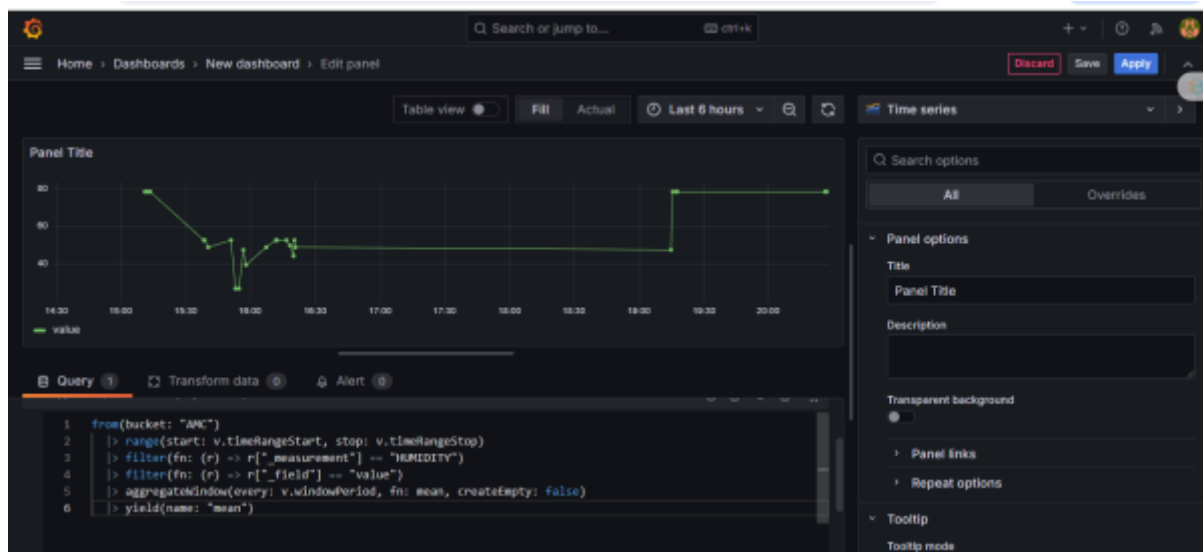 Search or jump to...
ctrl+k
Home › Dashboards › New dashboard › Edit panel
Discard Save Apply
Table view Fill Actual Last 6 hours
Time series
Panel Title
Search options
80
60
40
All Overrides
Panel options
Title
Panel Title
Description
14:30 15:00 15:30 16:00 16:30 17:00 17:30 18:00 18:30 19:00 19:30 20:00
value
Query 1 Transform data 0 Alert 0
Transparent background
1 from(bucket: "AMC")
2 |> range(start: v.timeRangeStart, stop: v.timeRangeStop)
3 |> filter(fn: (r) => r["_measurement"] == "HUMIDITY")
4 |> filter(fn: (r) => r["_field"] == "value")
5 |> aggregateWindow(every: v.windowPeriod, fn: mean, createEmpty: false)
6 |> yield(name: "mean")
Panel links
Repeat options
Tooltip
Tooltip mode